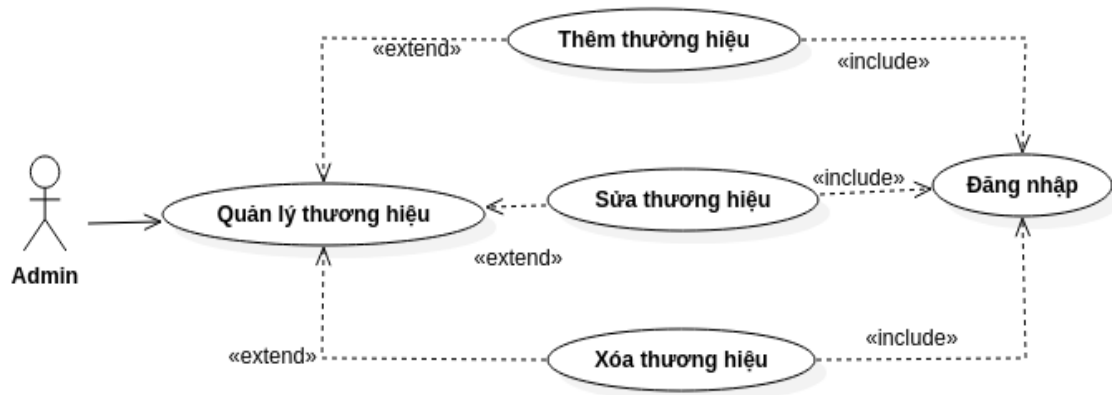 Thêm thường hiệu
«extend»
«include»
«include»
Đăng nhập
Sửa thương hiệu
Quản lý thương hiệu
«extend»
Admin
«include»
«extend»
Xóa thương hiệu